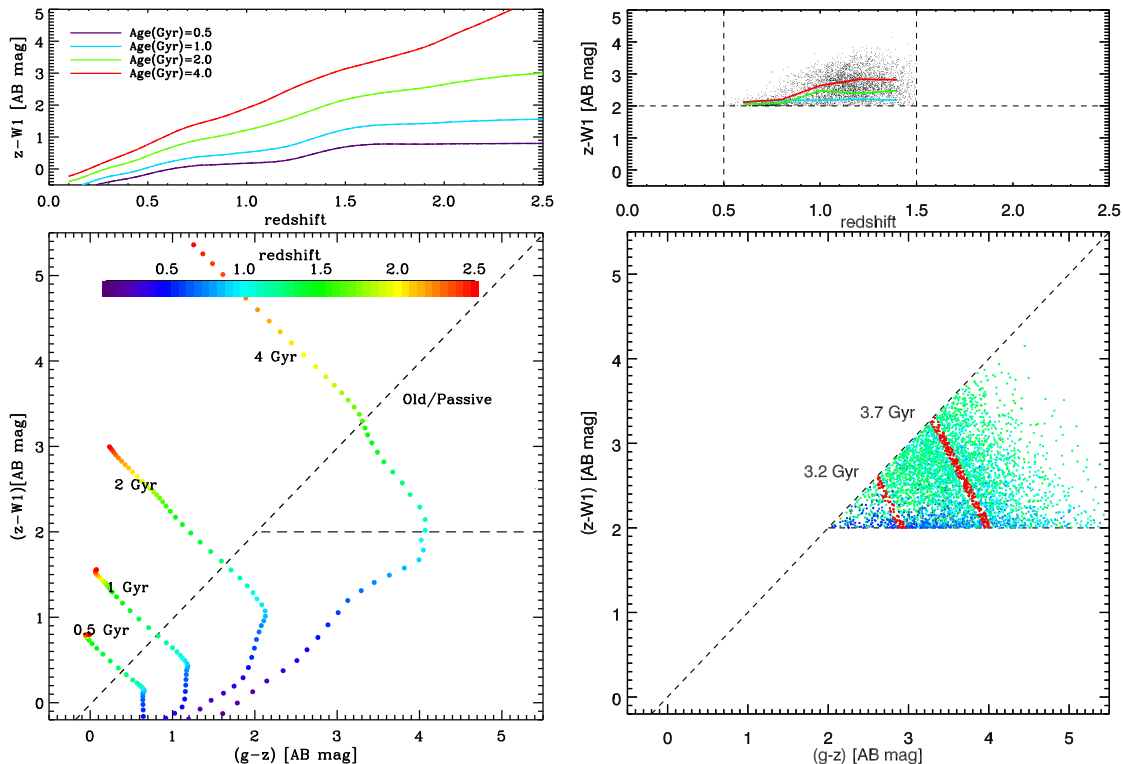 5
4
3
2
1
0
z-W1 [AB mag]
Age(Gyr)=0.5
Age(Gyr)=1.0
Age(Gyr)=2.0
Age(Gyr)=4.0
0.0 0.5 1.0 1.5 2.0 2.5
redshift
5
4
3
2
1
0
z-W1 [AB mag]
0.0 0.5 1.0 1.5 2.0 2.5
redshift
5
4
3
2
1
0
(z-W1)[AB mag]
redshift
0.5 1.0 1.5 2.0 2.5
4 Gyr
Old/Passive
2 Gyr
1 Gyr
0.5 Gyr
0 1 2 3 4 5
(g-z) [AB mag]
5
4
3
2
1
0
(z-W1) [AB mag]
3.7 Gyr
3.2 Gyr
0 1 2 3 4 5
(g-z) [AB mag]